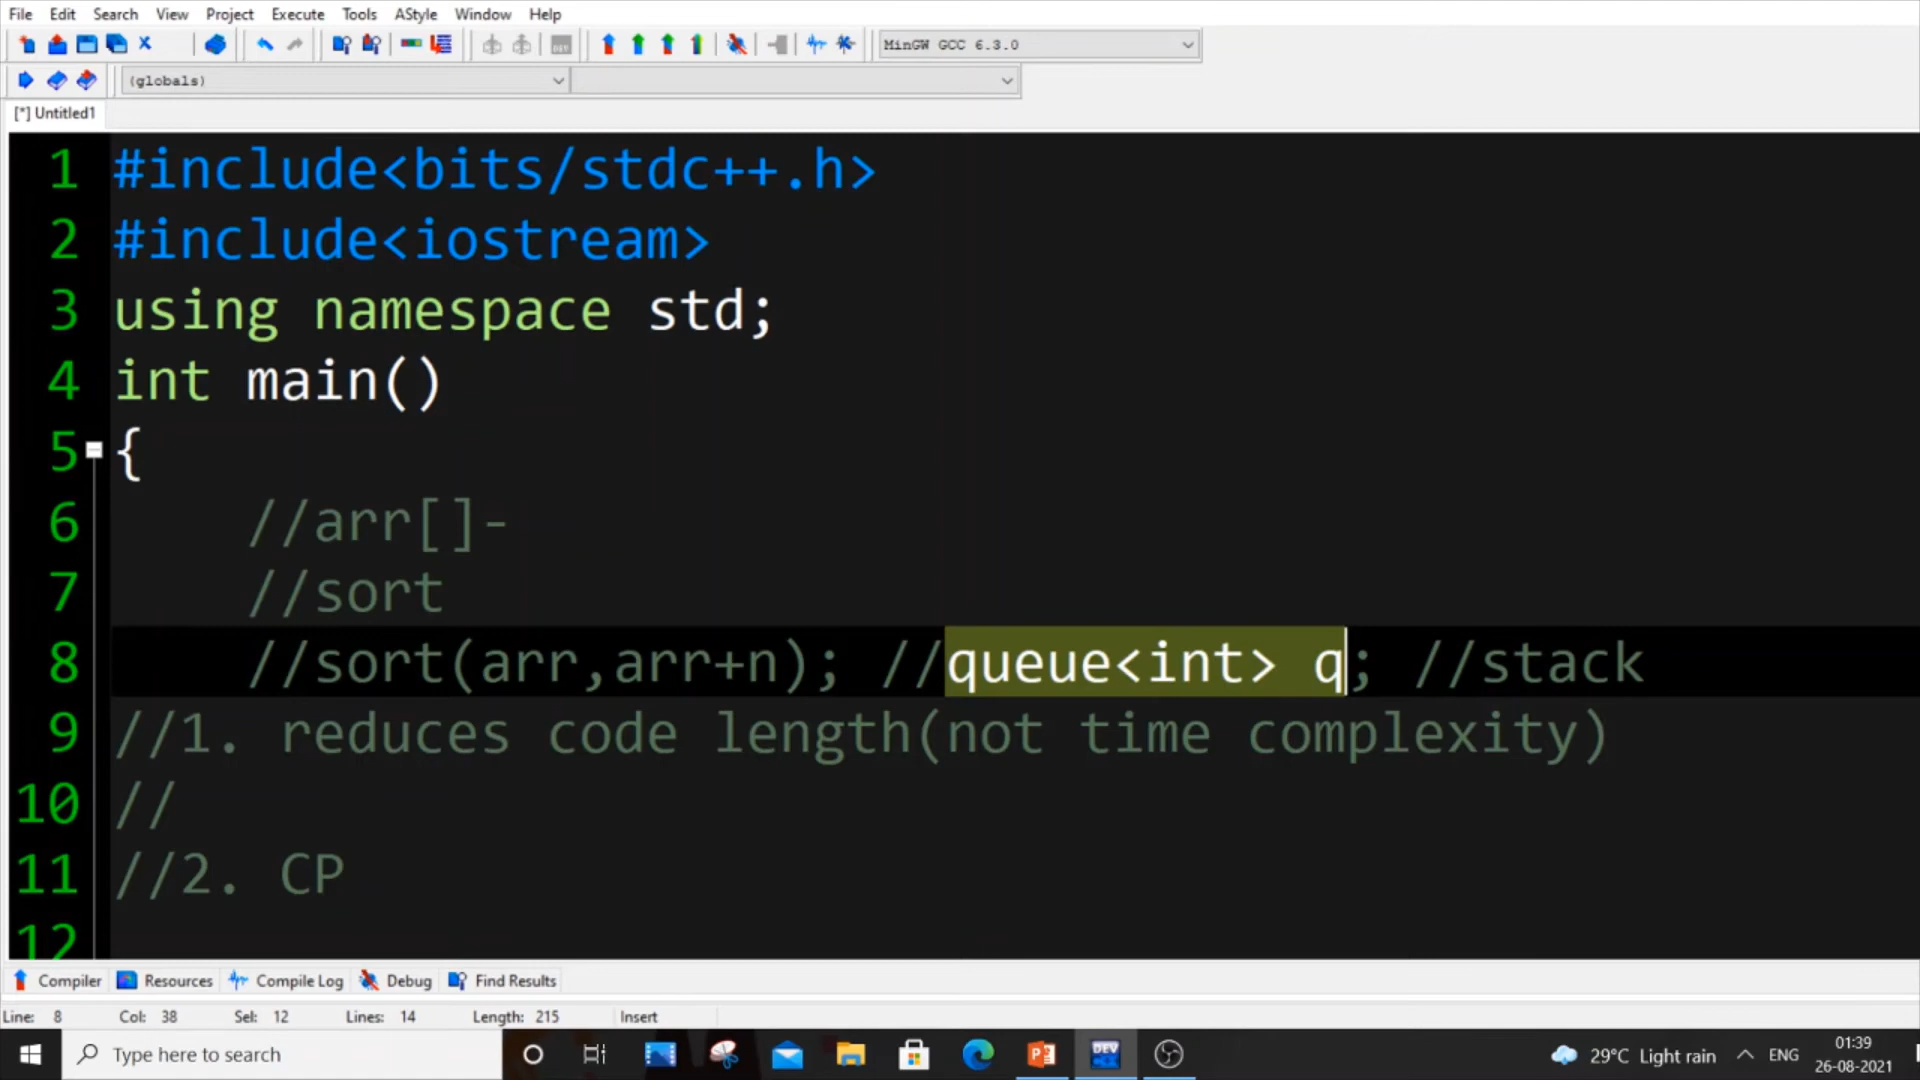 File Edit Search View Project Execute Tools AStyle Window Help
MinGW GCC 6.3.0
(globals)
[*] Untitled1
1 #include<bits/stdc++.h>
2 #include<iostream>
3 using namespace std;
4 int main()
5 {
6 //arr[]-
7 //sort
8 //sort(arr,arr+n); //queue<int> q; //stack
9 //1. reduces code length(not time complexity)
10 //
11 //2. CP
12
Compiler Resources Compile Log Debug Find Results
Line: 8 Col: 38 Sel: 12 Lines: 14 Length: 215 Insert
Type here to search DEV 29°C Light rain ENG 01:39
26-08-2021